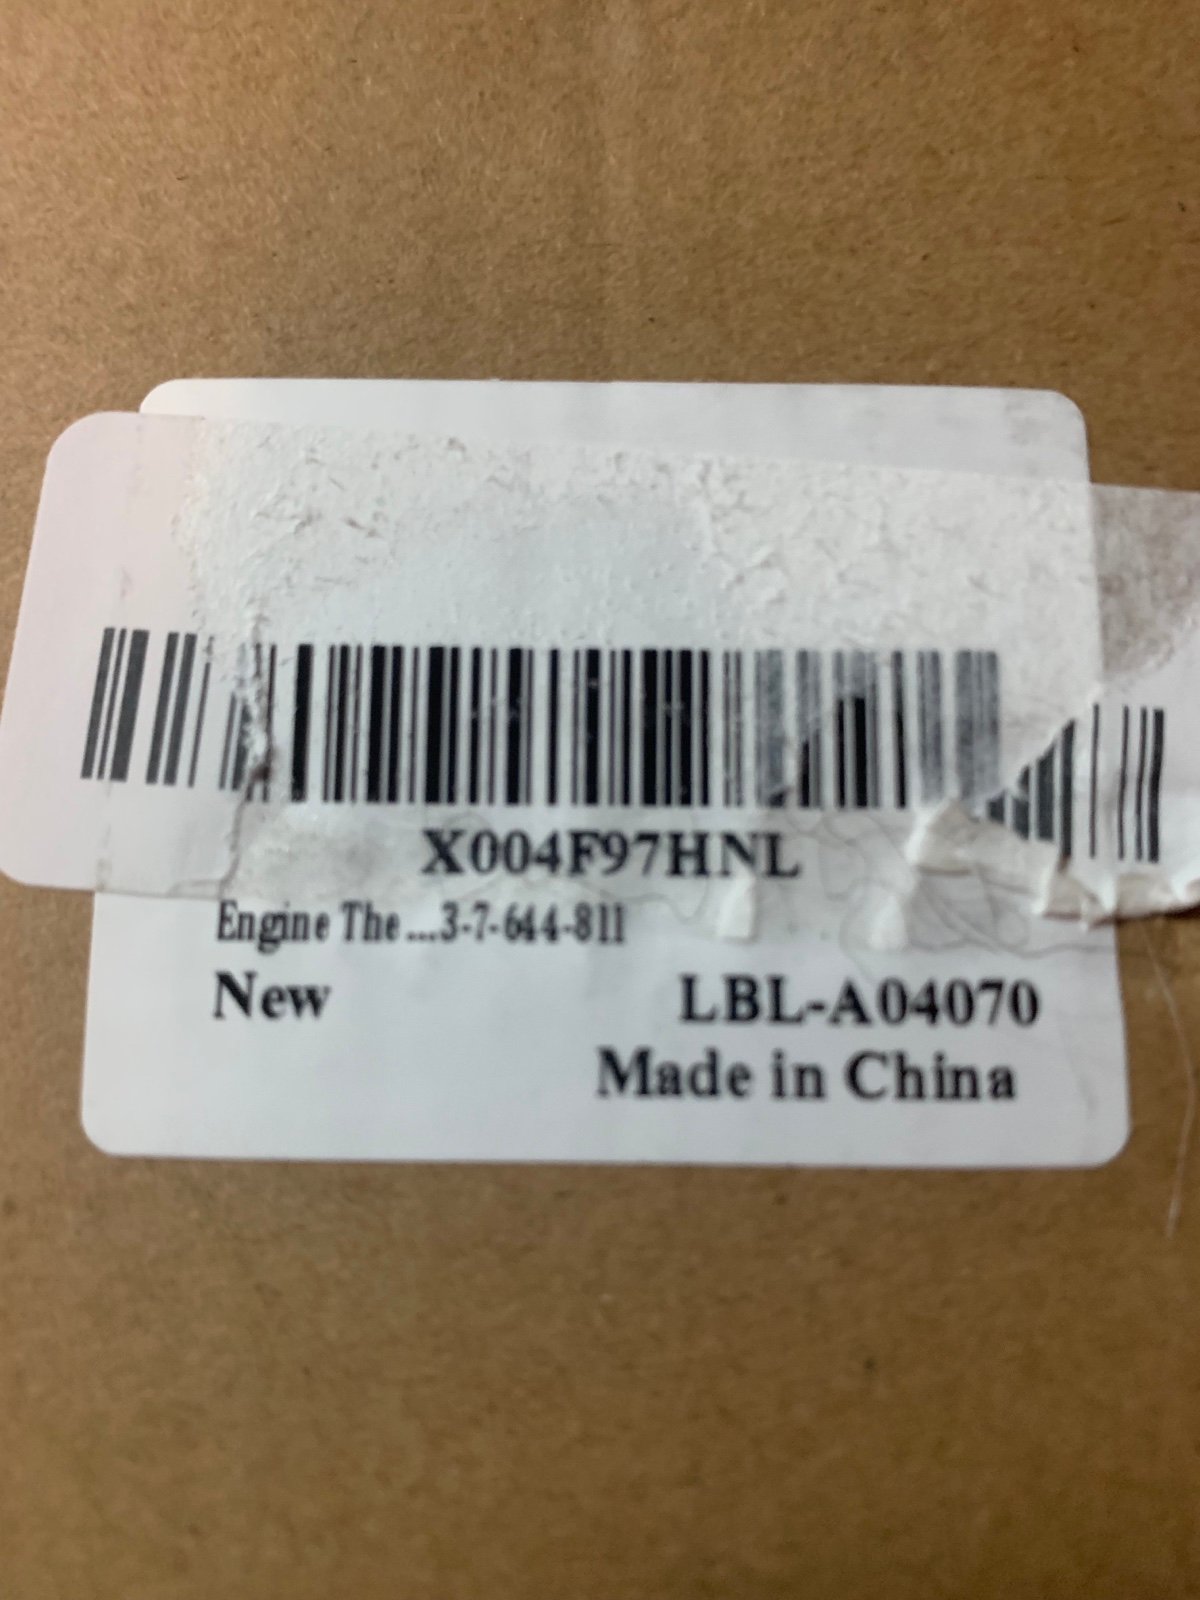 X004F97HNL
Engine The ...3-7-644-811
New
LBL-A04070
Made in China